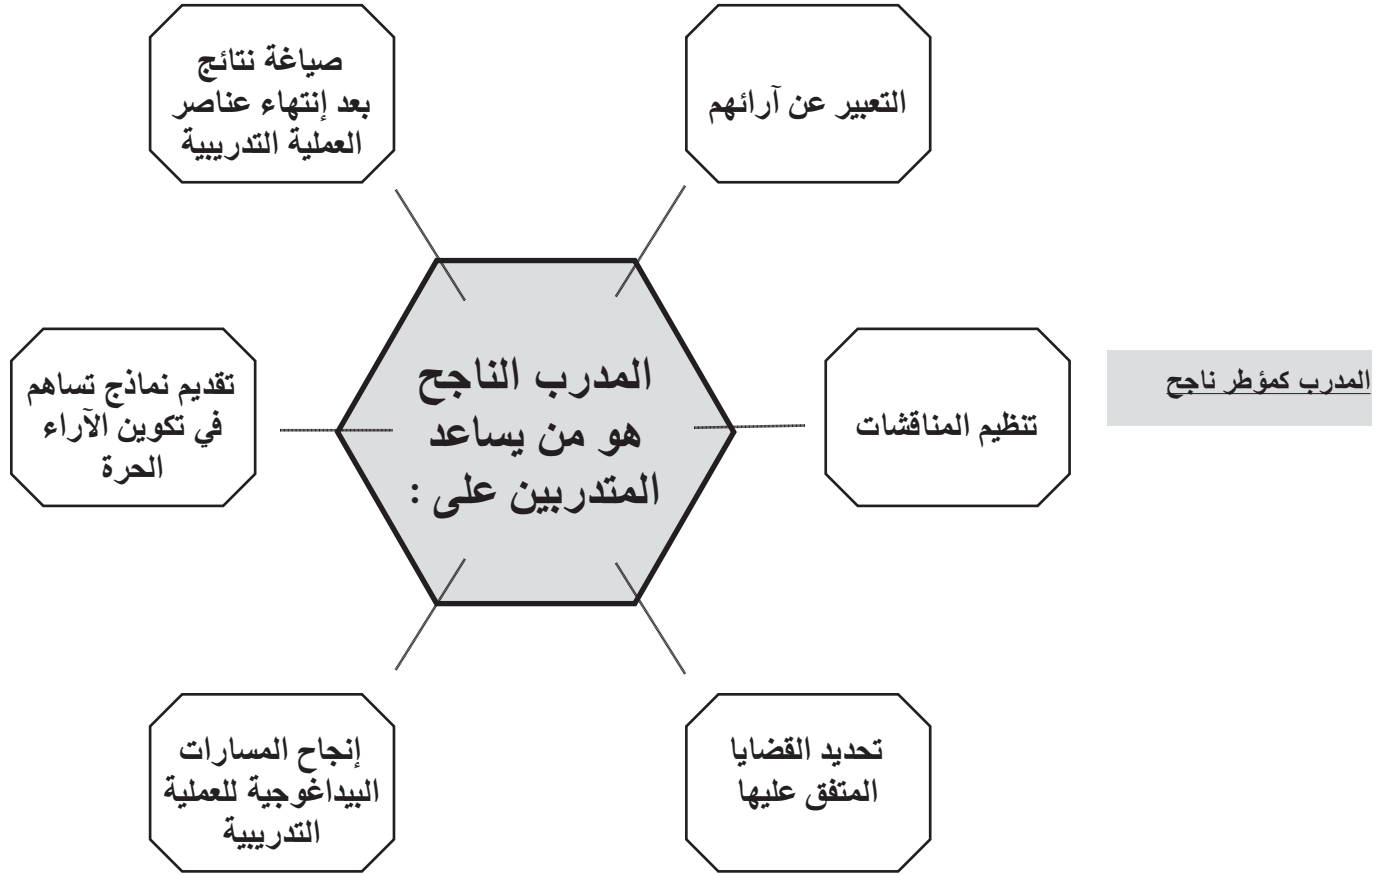 المدرب كمؤطر ناجح
المدرب الناجح
هو من يساعد
المتدربين على :
التعبير عن آرائهم
تنظيم المناقشات
تحديد القضايا
المتفق عليها
إنجاح المسارات
البيداغوجية للعملية
التدريبية
تقديم نماذج تساهم
في تكوين الآراء
الحرة
صياغة نتائج
بعد إنتهاء عناصر
العملية التدريبية